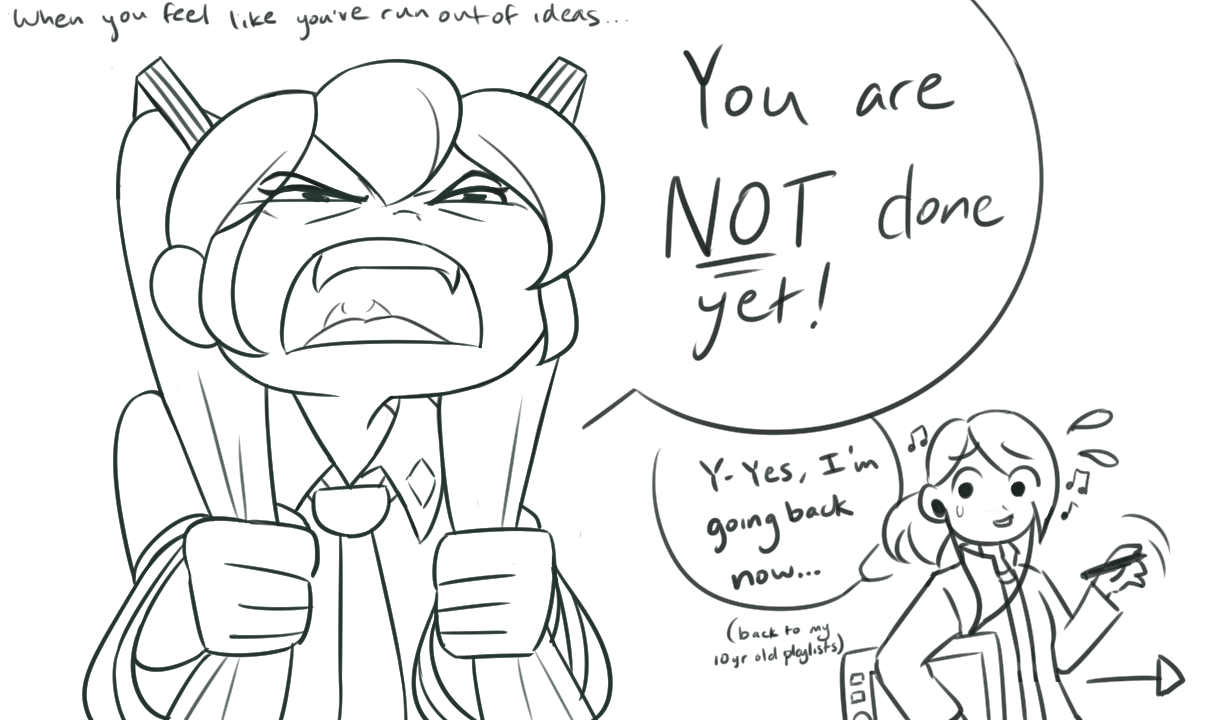 When you feel like you've run out of ideas...
You are
NOT done
yet!
Y-Yes, I'm
going back
now...
(back to my
10yr old playlists)